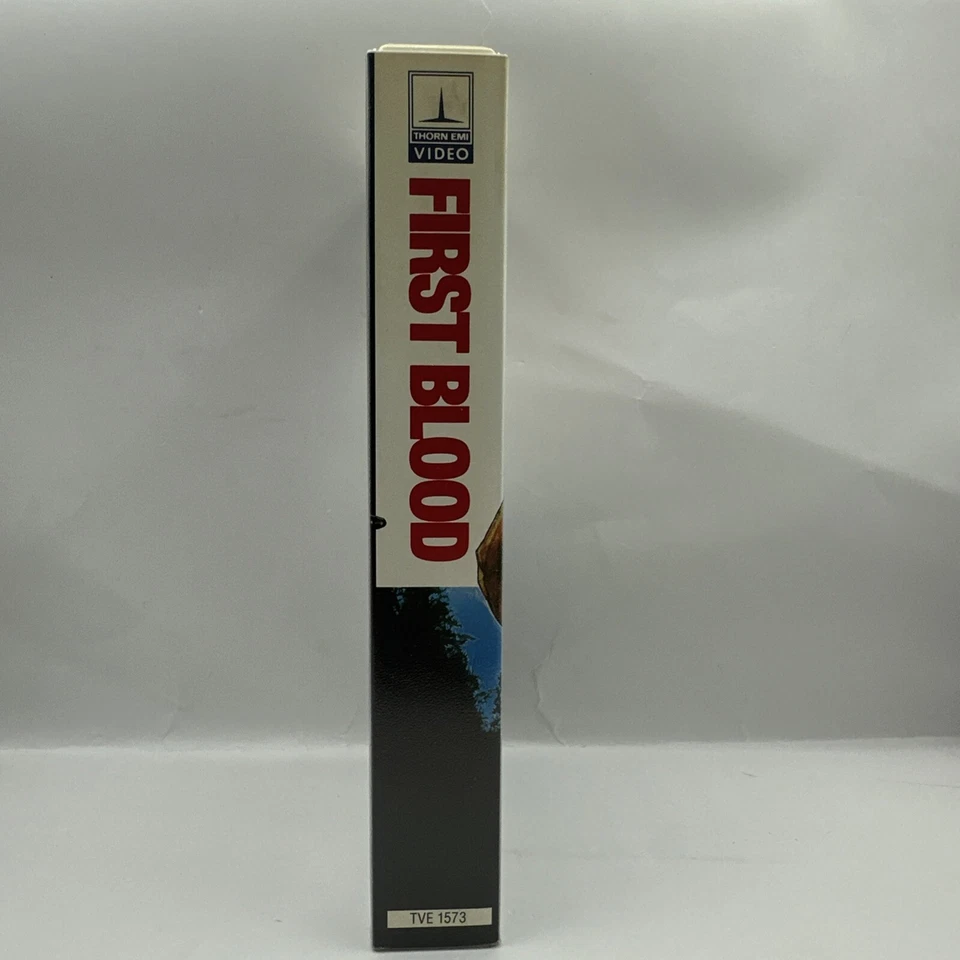 THORN EMI
VIDEO
FIRST BLOOD
TVE 1573